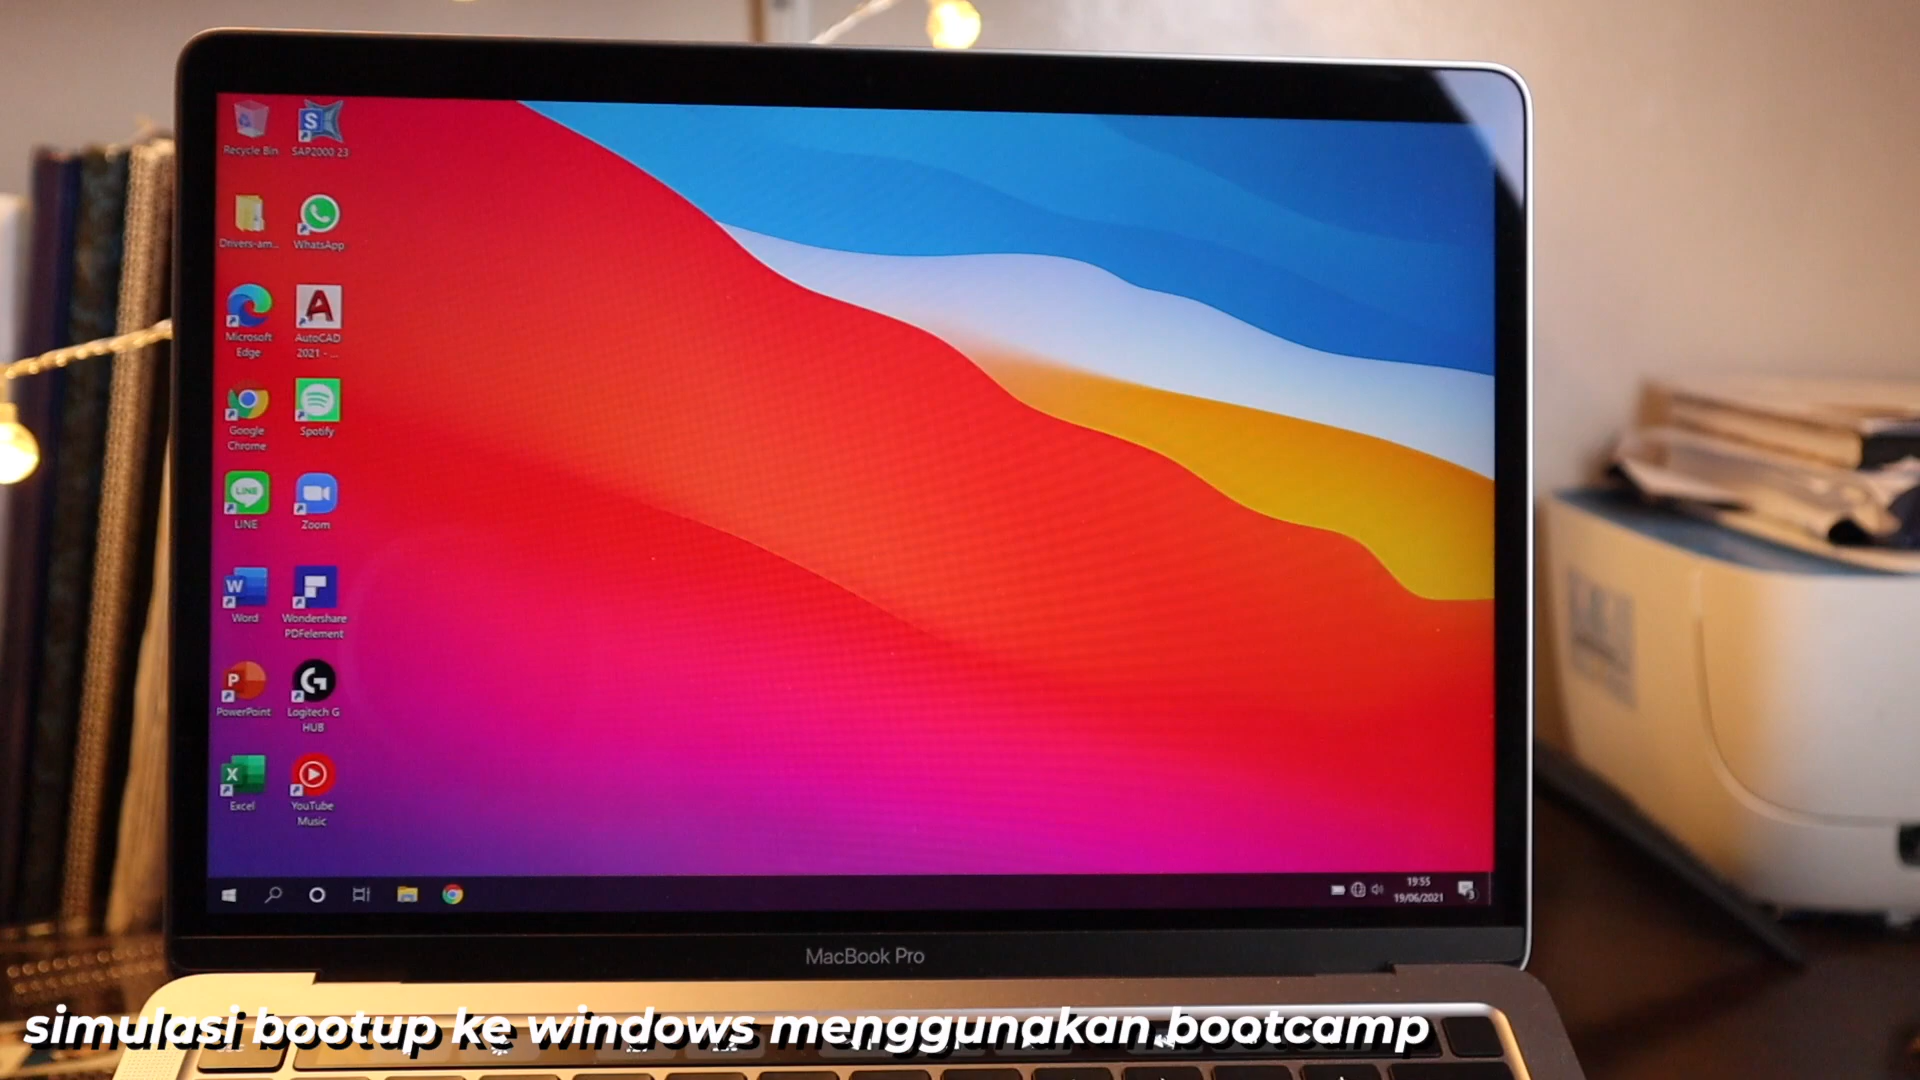 Recycle Bin
SAP2000 23
Drivers-am...
WhatsApp
Microsoft
Edge
AutoCAD
2021 - ...
Google
Chrome
Spotify
LINE
LINE
Zoom
Word
Wondershare
PDFelement
PowerPoint
Logitech G
HUB
Excel
YouTube
Music
19:55
19/06/2021
MacBook Pro
simulasi bootup ke windows menggunakan bootcamp